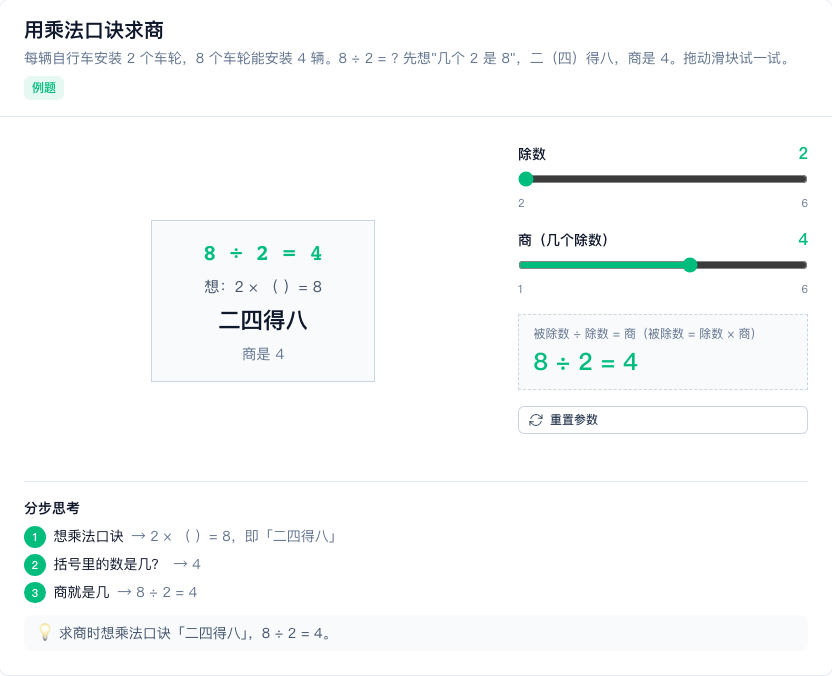 用乘法口诀求商
每辆自行车安装 2 个车轮，8 个车轮能安装 4 辆。8 ÷ 2 = ? 先想"几个 2 是 8"，二（四）得八，商是 4。拖动滑块试一试。
例题
8 ÷ 2 = 4
想：2 × （ ）= 8
二四得八
商是 4
除数 2
2 6
商（几个除数） 4
1 6
被除数 ÷ 除数 = 商（被除数 = 除数 × 商）
8 ÷ 2 = 4
重置参数
分步思考
1 想乘法口诀 → 2 × （ ）= 8，即「二四得八」
2 括号里的数是几？ → 4
3 商就是几 → 8 ÷ 2 = 4
求商时想乘法口诀「二四得八」，8 ÷ 2 = 4。